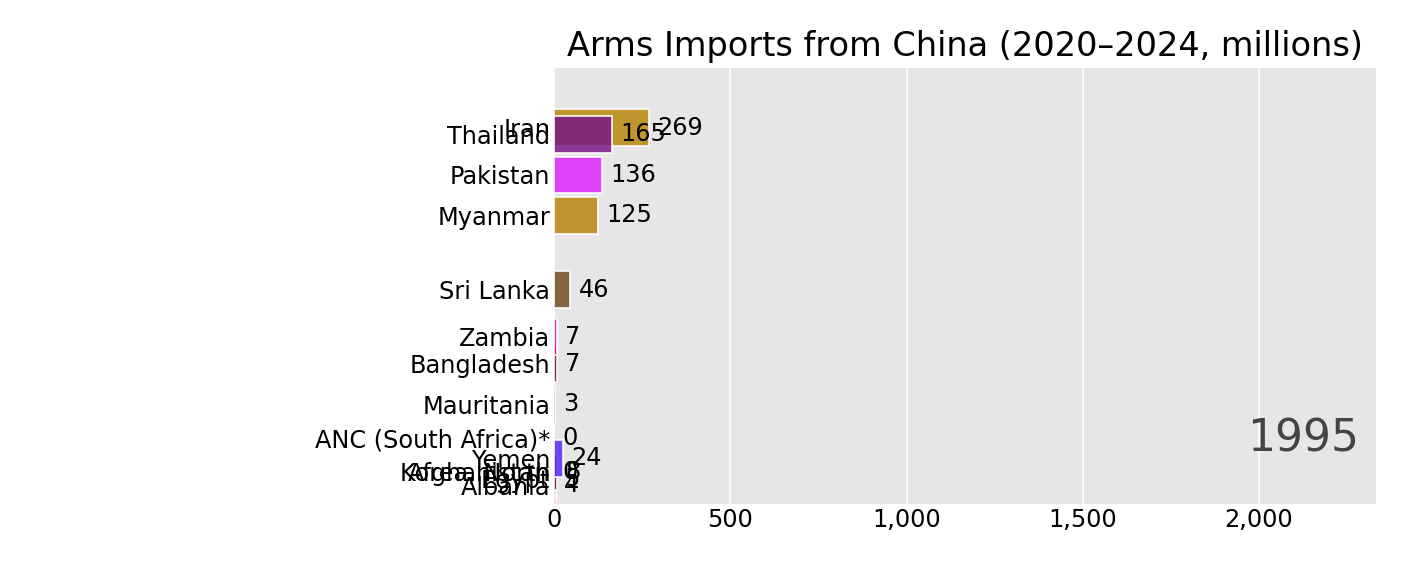 Arms Imports from China (2020–2024, millions)
Iran 269
Thailand 165
Pakistan 136
Myanmar 125
Sri Lanka 46
Zambia 7
Bangladesh 7
Mauritania 3
ANC (South Africa)* 0
1995
Yemen 24
Albania 4
0 500 1,000 1,500 2,000